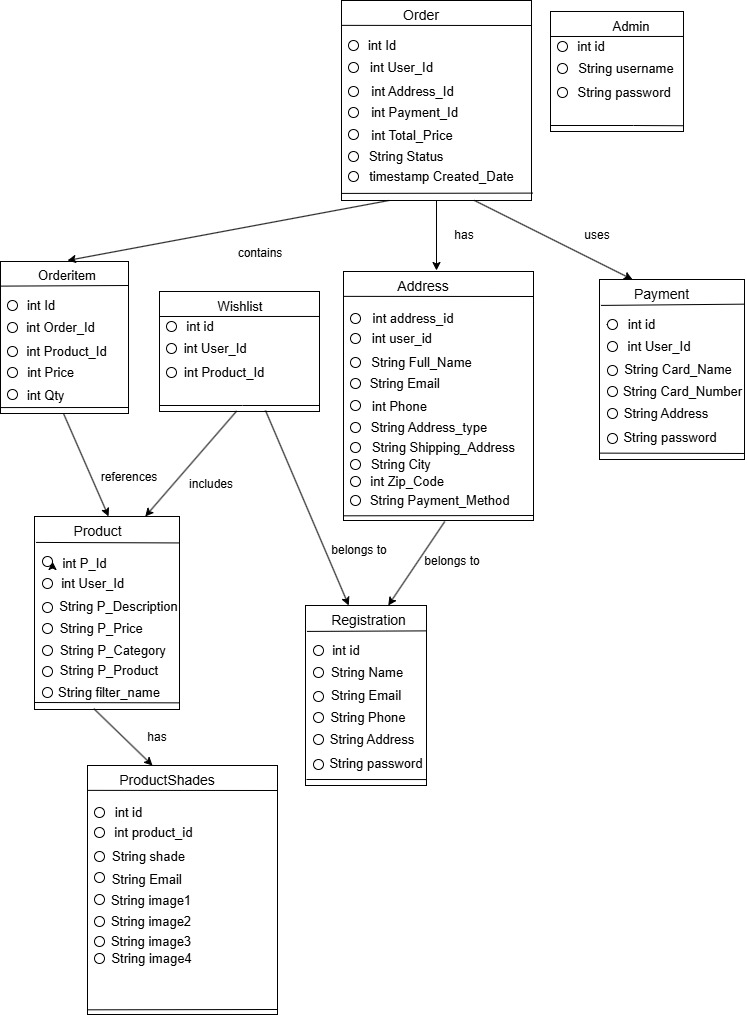 Order
int Id
int User_Id
int Address_Id
int Payment_Id
int Total_Price
String Status
timestamp Created_Date
Admin
int id
String username
String password
contains
has
uses
Orderitem
int Id
int Order_Id
int Product_Id
int Price
int Qty
Wishlist
int id
int User_Id
int Product_Id
Address
int address_id
int user_id
String Full_Name
String Email
int Phone
String Address_type
String Shipping_Address
String City
int Zip_Code
String Payment_Method
Payment
int id
int User_Id
String Card_Name
String Card_Number
String Address
String password
references
includes
belongs to
belongs to
Product
int P_Id
int User_Id
String P_Description
String P_Price
String P_Category
String P_Product
String filter_name
Registration
int id
String Name
String Email
String Phone
String Address
String password
has
ProductShades
int id
int product_id
String shade
String Email
String image1
String image2
String image3
String image4